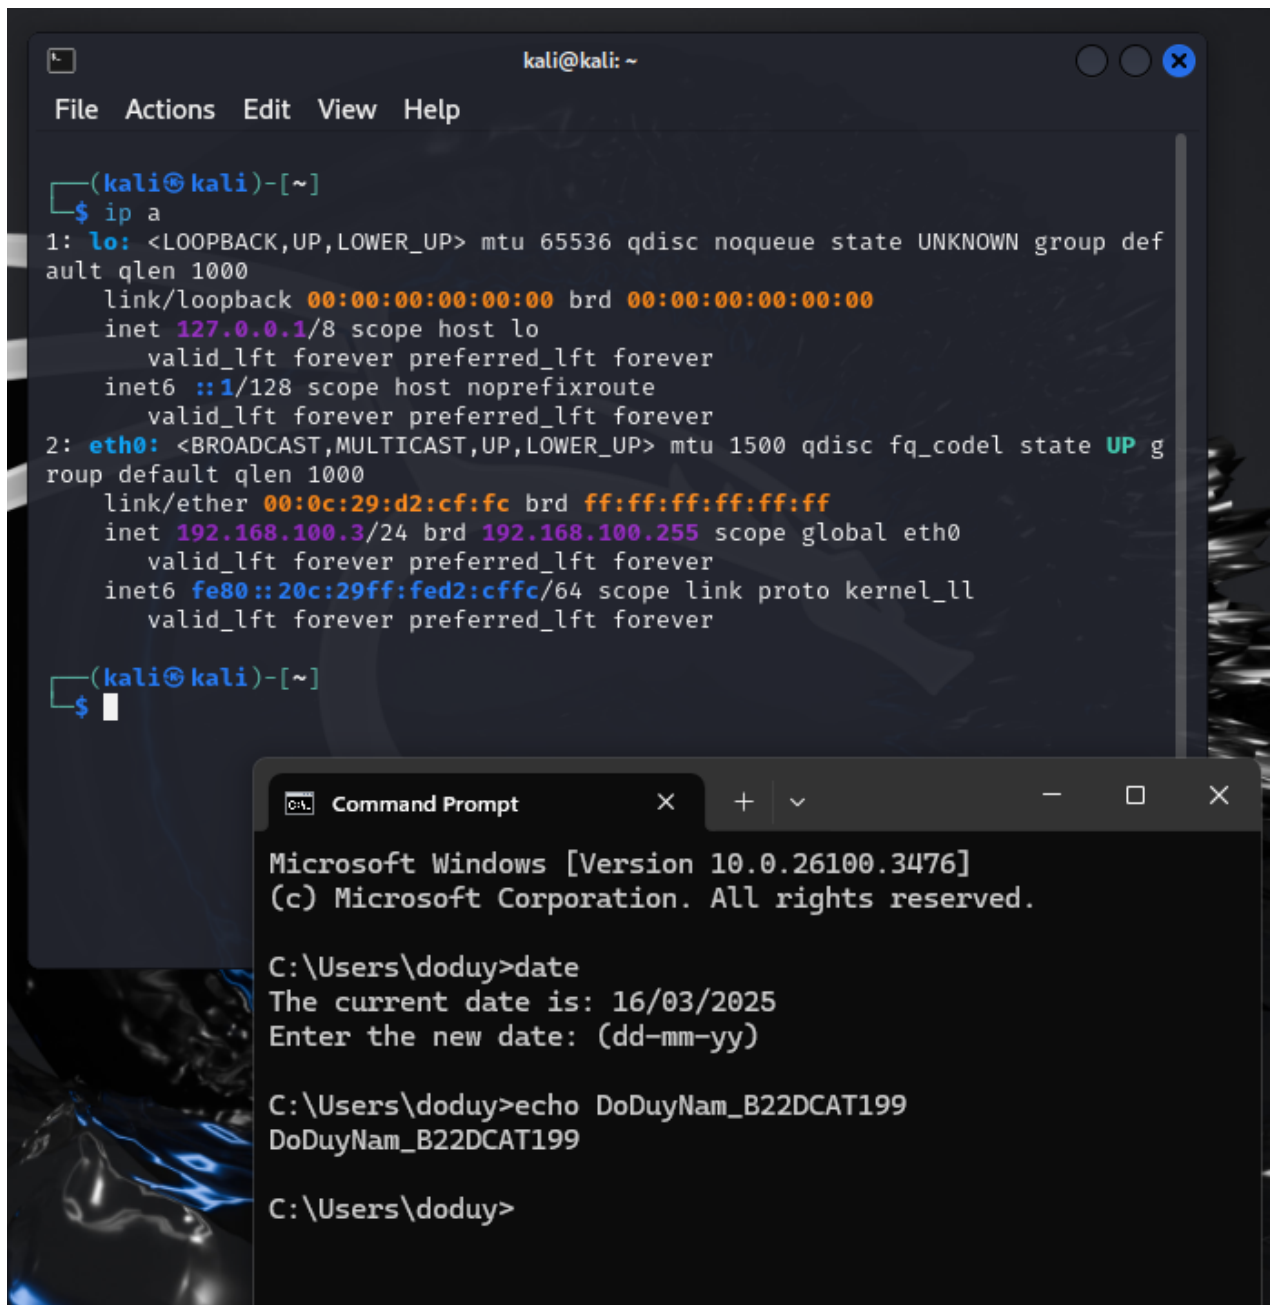 kali@kali: ~
File Actions Edit View Help
┌──(kali㉿kali)-[~]
└─$ ip a
1: lo: <LOOPBACK,UP,LOWER_UP> mtu 65536 qdisc noqueue state UNKNOWN group def
ault qlen 1000
    link/loopback 00:00:00:00:00:00 brd 00:00:00:00:00:00
    inet 127.0.0.1/8 scope host lo
       valid_lft forever preferred_lft forever
    inet6 ::1/128 scope host noprefixroute
       valid_lft forever preferred_lft forever
2: eth0: <BROADCAST,MULTICAST,UP,LOWER_UP> mtu 1500 qdisc fq_codel state UP g
roup default qlen 1000
    link/ether 00:0c:29:d2:cf:fc brd ff:ff:ff:ff:ff:ff
    inet 192.168.100.3/24 brd 192.168.100.255 scope global eth0
       valid_lft forever preferred_lft forever
    inet6 fe80::20c:29ff:fed2:cffc/64 scope link proto kernel_ll
       valid_lft forever preferred_lft forever
┌──(kali㉿kali)-[~]
└─$
Command Prompt
Microsoft Windows [Version 10.0.26100.3476]
(c) Microsoft Corporation. All rights reserved.
C:\Users\doduy>date
The current date is: 16/03/2025
Enter the new date: (dd-mm-yy)
C:\Users\doduy>echo DoDuyNam_B22DCAT199
DoDuyNam_B22DCAT199
C:\Users\doduy>